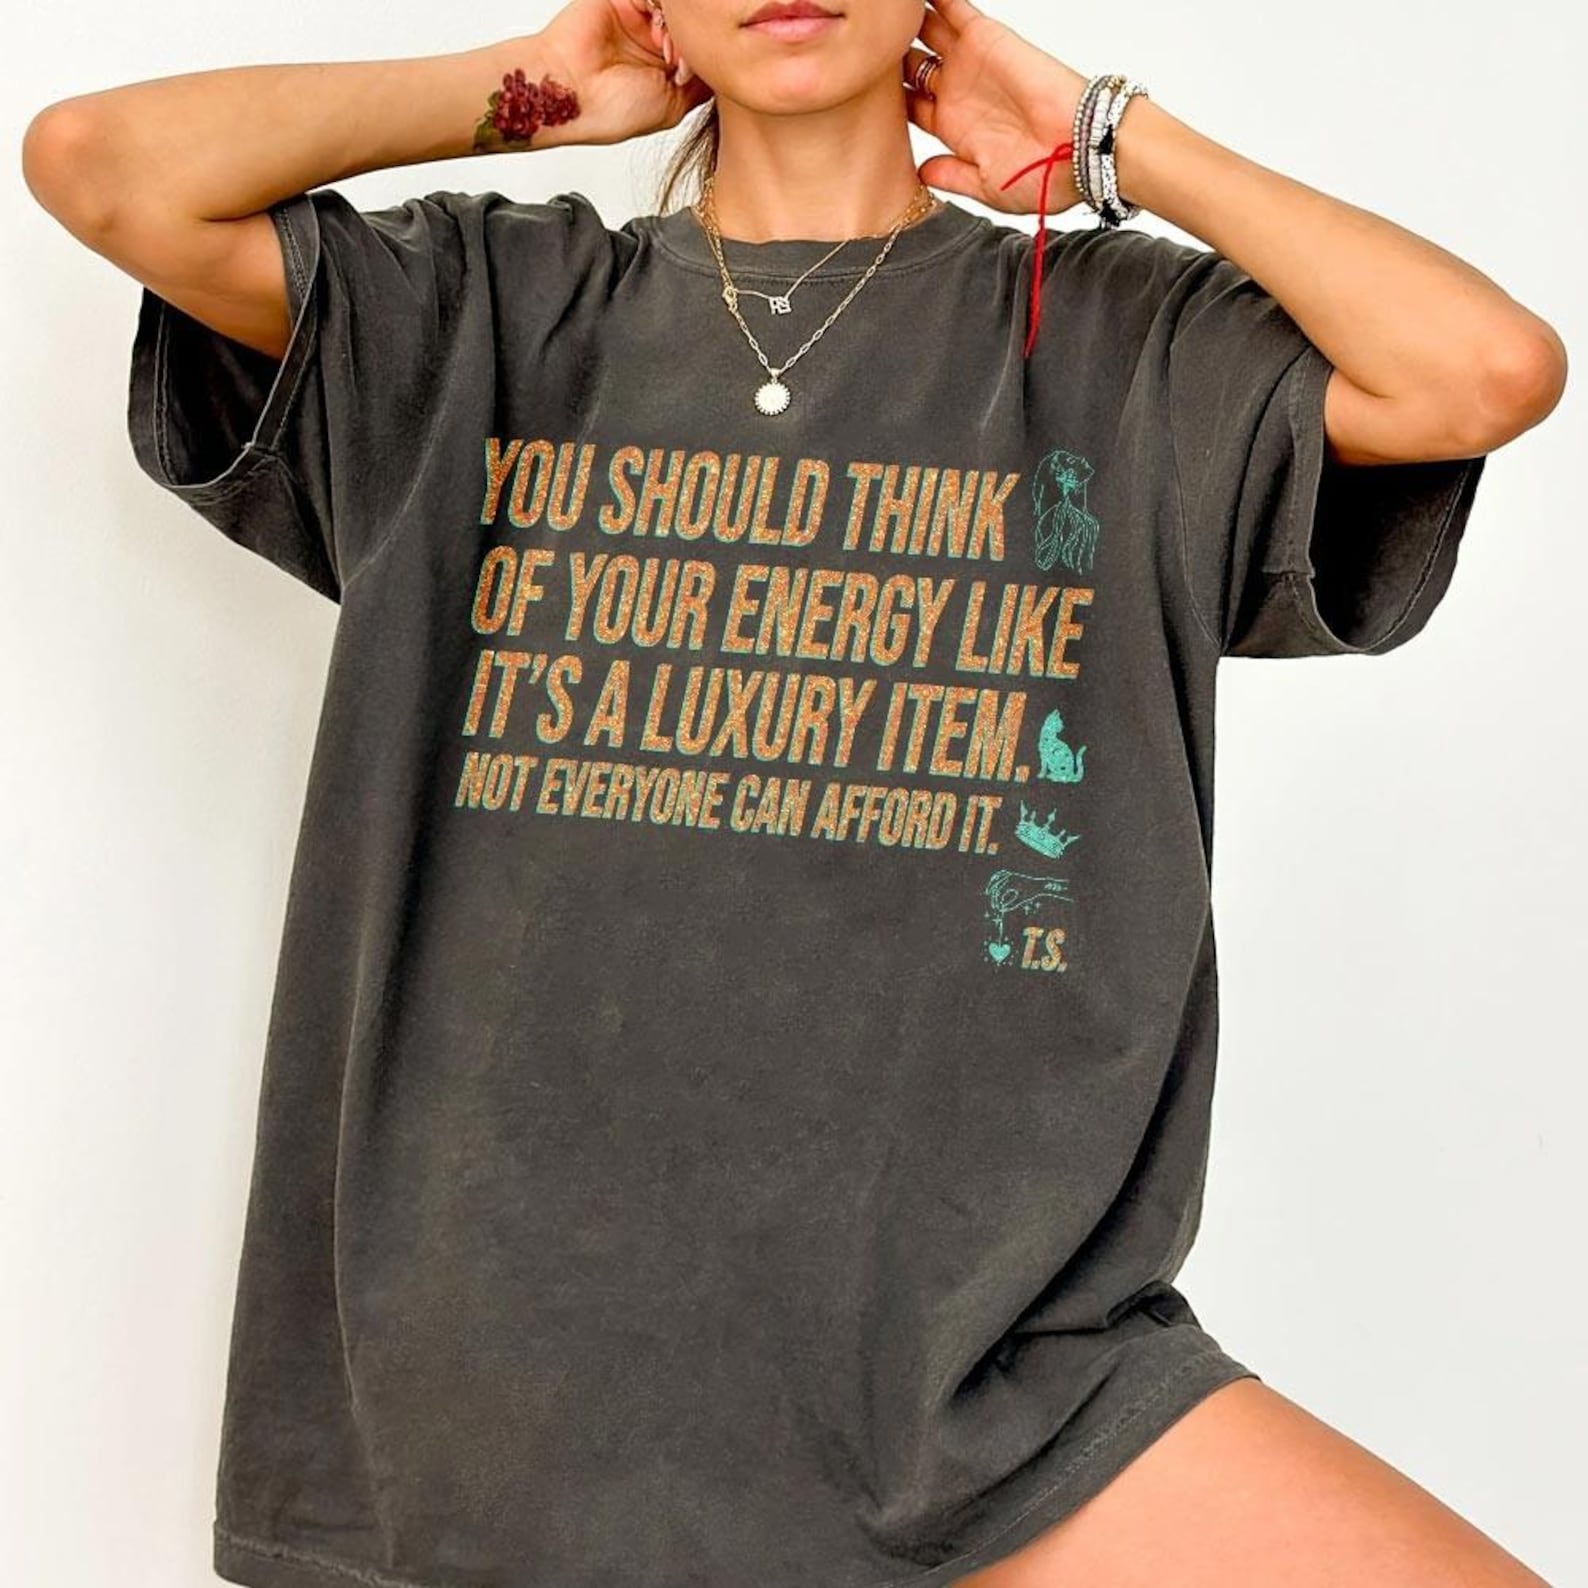 YOU SHOULD THINK
OF YOUR ENERGY LIKE
IT'S A LUXURY ITEM.
NOT EVERYONE CAN AFFORD IT.
T.S.